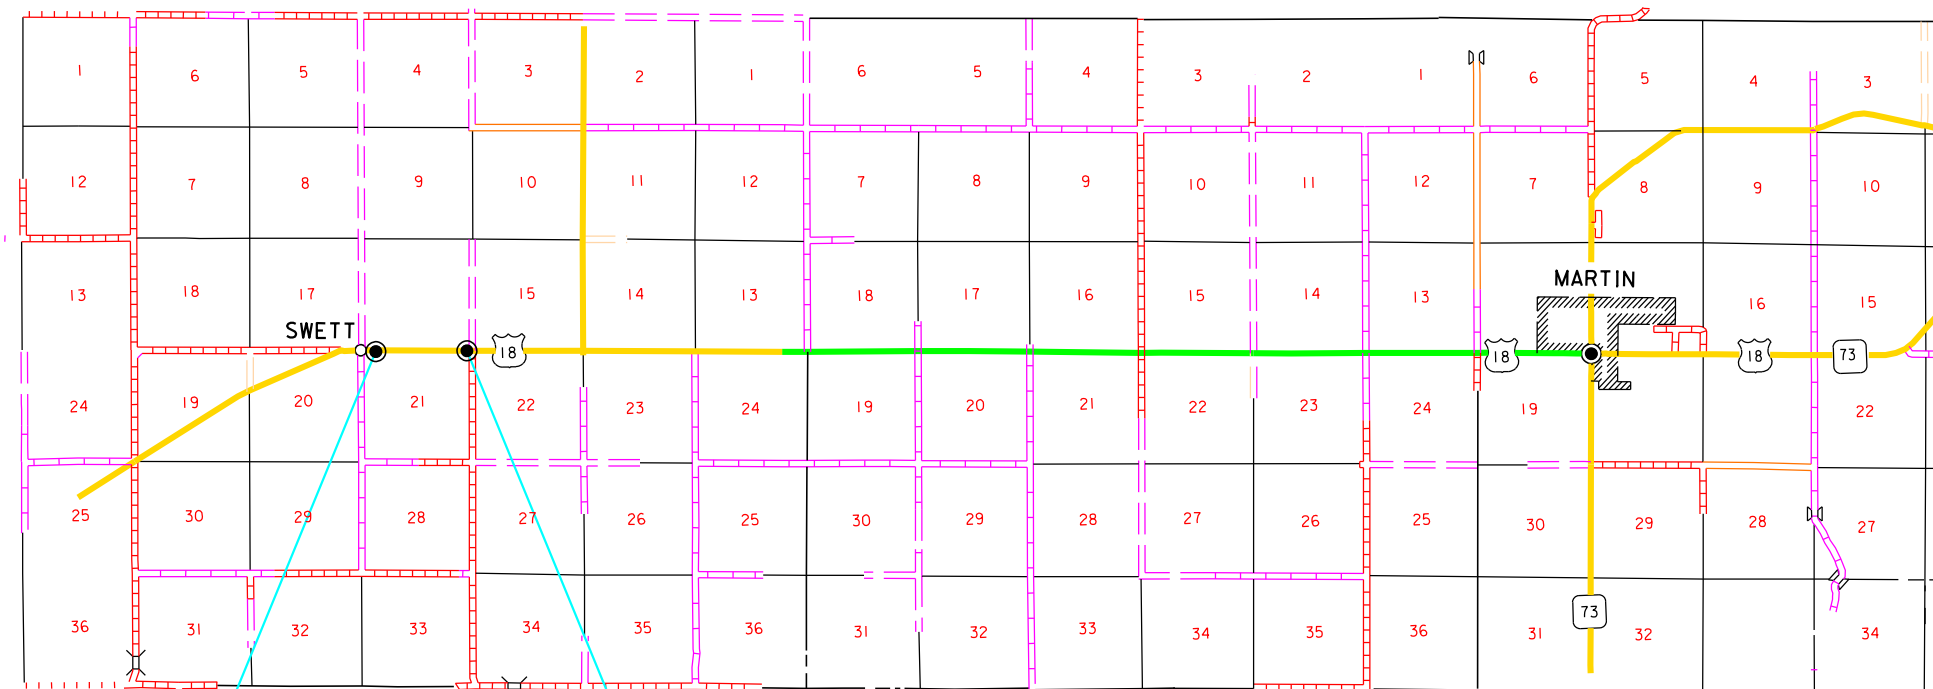 1 6 5 4 3 2 1 6 5 4 3 2 1 6 5 4 3
12 7 8 9 10 11 12 7 8 9 10 11 12 7 8 9 10
MARTIN
13 18 17 15 14 13 18 17 16 15 14 13 16 15
SWETT
18 18 18 73
24 19 20 21 22 23 24 19 20 21 22 23 24 19 22
25 30 29 28 27 26 25 30 29 28 27 26 25 30 29 28 27
73
36 31 32 33 34 35 36 31 32 33 34 35 36 31 32 34